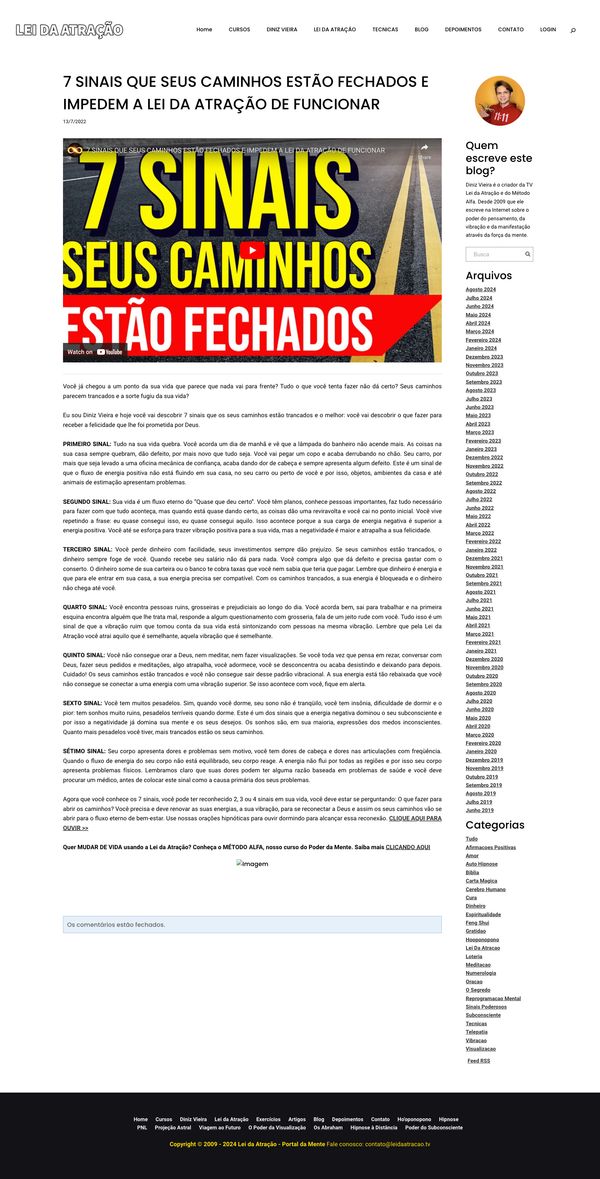 LEI DA ATRAÇÃO
Home CURSOS DINIZ VIEIRA LEI DA ATRAÇÃO TECNICAS BLOG DEPOIMENTOS CONTATO LOGIN
7 SINAIS QUE SEUS CAMINHOS ESTÃO FECHADOS E
IMPEDEM A LEI DA ATRAÇÃO DE FUNCIONAR
13/7/2022
7 SINAIS QUE SEUS CAMINHOS ESTÃO FECHADOS E IMPEDEM A LEI DA ATRAÇÃO DE FUNCIONAR
Share
7 SINAIS
SEUS CAMINHOS
ESTÃO FECHADOS
Watch on YouTube
Você já chegou a um ponto da sua vida que parece que nada vai para frente? Tudo o que você tenta fazer não dá certo? Seus caminhos
parecem trancados e a sorte fugiu da sua vida?
Eu sou Diniz Vieira e hoje você vai descobrir 7 sinais que os seus caminhos estão trancados e o melhor: você vai descobrir o que fazer para
receber a felicidade que lhe foi prometida por Deus.
PRIMEIRO SINAL: Tudo na sua vida quebra. Você acorda um dia de manhã e vê que a lâmpada do banheiro não acende mais. As coisas na
sua casa sempre quebram, dão defeito, por mais novo que tudo seja. Você vai pegar um copo e acaba derrubando no chão. Seu carro, por
mais que seja levado a uma oficina mecânica de confiança, acaba dando dor de cabeça e sempre apresenta algum defeito. Este é um sinal de
que o fluxo de energia positiva não está fluindo em sua casa, no seu carro ou perto de você e por isso, objetos, ambientes da casa e até
animais de estimação apresentam problemas.
SEGUNDO SINAL: Sua vida é um fluxo eterno do "Quase que deu certo". Você têm planos, conhece pessoas importantes, faz tudo necessário
para fazer com que tudo aconteça, mas quando está quase dando certo, as coisas dão uma reviravolta e você cai no ponto inicial. Você vive
repetindo a frase: eu quase consegui isso, eu quase consegui aquilo. Isso acontece porque a sua carga de energia negativa é superior a
energia positiva. Você até se esforça para trazer vibração positiva para a sua vida, mas a negatividade é maior e atrapalha a sua felicidade.
TERCEIRO SINAL: Você perde dinheiro com facilidade, seus investimentos sempre dão prejuízo. Se seus caminhos estão trancados, o
dinheiro sempre foge de você. Quando recebe seu salário não dá para nada. Você compra algo que dá defeito e precisa gastar com o
conserto. O dinheiro some de sua carteira ou o banco te cobra taxas que você nem sabia que teria que pagar. Lembre que dinheiro é energia e
que para ele entrar em sua casa, a sua energia precisa ser compatível. Com os caminhos trancados, a sua energia é bloqueada e o dinheiro
não chega até você.
QUARTO SINAL: Você encontra pessoas ruins, grosseiras e prejudiciais ao longo do dia. Você acorda bem, sai para trabalhar e na primeira
esquina encontra alguém que lhe trata mal, responde a algum questionamento com grosseria, fala de um jeito rude com você. Tudo isso é um
sinal de que a vibração ruim que tomou conta da sua vida está sintonizando com pessoas na mesma vibração. Lembre que pela Lei da
Atração você atrai aquilo que é semelhante, aquela vibração que é semelhante.
QUINTO SINAL: Você não consegue orar a Deus, nem meditar, nem fazer visualizações. Se você toda vez que pensa em rezar, conversar com
Deus, fazer seus pedidos e meditações, algo atrapalha, você adormece, você se desconcentra ou acaba desistindo e deixando para depois.
Cuidado! Os seus caminhos estão trancados e você não consegue sair desse padrão vibracional. A sua energia está tão rebaixada que você
não consegue se conectar a uma energia com uma vibração superior. Se isso acontece com você, fique em alerta.
SEXTO SINAL: Você tem muitos pesadelos. Sim, quando você dorme, seu sono não é tranqüilo, você tem insônia, dificuldade de dormir e o
pior: tem sonhos muito ruins, pesadelos terríveis quando dorme. Este é um dos sinais que a energia negativa dominou o seu subconsciente e
por isso a negatividade já domina sua mente e os seus desejos. Os sonhos são, em sua maioria, expressões dos medos inconscientes.
Quanto mais pesadelos você tiver, mais trancados estão os seus caminhos.
SÉTIMO SINAL: Seu corpo apresenta dores e problemas sem motivo, você tem dores de cabeça e dores nas articulações com freqüência.
Quando o fluxo de energia do seu corpo não está equilibrado, seu corpo reage. A energia não flui por todas as regiões e por isso seu corpo
apresenta problemas físicos. Lembramos claro que suas dores podem ter alguma razão baseada em problemas de saúde e você deve
procurar um médico, antes de colocar este sinal como a causa primária dos seus problemas.
Agora que você conhece os 7 sinais, você pode ter reconhecido 2, 3 ou 4 sinais em sua vida, você deve estar se perguntando: O que fazer para
abrir os caminhos? Você precisa e deve renovar as suas energias, a sua vibração, para se reconectar a Deus e assim os seus caminhos vão se
abrir para o fluxo eterno de bem-estar. Use nossas orações hipnóticas para ouvir dormindo para alcançar essa reconexão. CLIQUE AQUI PARA
OUVIR >>
Quer MUDAR DE VIDA usando a Lei da Atração? Conheça o MÉTODO ALFA, nosso curso do Poder da Mente. Saiba mais CLICANDO AQUI
Imagem
Os comentários estão fechados.
11:11
Quem
escreve este
blog?
Diniz Vieira é o criador da TV
Lei da Atração e do Método
Alfa. Desde 2009 que ele
escreve na Internet sobre o
poder do pensamento, da
vibração e da manifestação
através da força da mente.
Busca
Arquivos
Agosto 2024
Julho 2024
Junho 2024
Maio 2024
Abril 2024
Março 2024
Fevereiro 2024
Janeiro 2024
Dezembro 2023
Novembro 2023
Outubro 2023
Setembro 2023
Agosto 2023
Julho 2023
Junho 2023
Maio 2023
Abril 2023
Março 2023
Fevereiro 2023
Janeiro 2023
Dezembro 2022
Novembro 2022
Outubro 2022
Setembro 2022
Agosto 2022
Julho 2022
Junho 2022
Maio 2022
Abril 2022
Março 2022
Fevereiro 2022
Janeiro 2022
Dezembro 2021
Novembro 2021
Outubro 2021
Setembro 2021
Agosto 2021
Julho 2021
Junho 2021
Maio 2021
Abril 2021
Março 2021
Fevereiro 2021
Janeiro 2021
Dezembro 2020
Novembro 2020
Outubro 2020
Setembro 2020
Agosto 2020
Julho 2020
Junho 2020
Maio 2020
Abril 2020
Março 2020
Fevereiro 2020
Janeiro 2020
Dezembro 2019
Novembro 2019
Outubro 2019
Setembro 2019
Agosto 2019
Julho 2019
Junho 2019
Categorias
Tudo
Afirmacoes Positivas
Amor
Auto Hipnose
Biblia
Carta Magica
Cerebro Humano
Cura
Dinheiro
Espiritualidade
Feng Shui
Gratidao
Hooponopono
Lei Da Atracao
Loteria
Meditacao
Numerologia
Oracao
O Segredo
Reprogramacao Mental
Sinais Poderosos
Subconsciente
Tecnicas
Telepatia
Vibracao
Visualizacao
Feed RSS
Home Cursos Diniz Vieira Lei da Atração Exercícios Artigos Blog Depoimentos Contato Ho'oponopono Hipnose
PNL Projeção Astral Viagem ao Futuro O Poder da Visualização Os Abraham Hipnose à Distância Poder do Subconsciente
Copyright © 2009 - 2024 Lei da Atração - Portal da Mente Fale conosco: contato@leidaatracao.tv